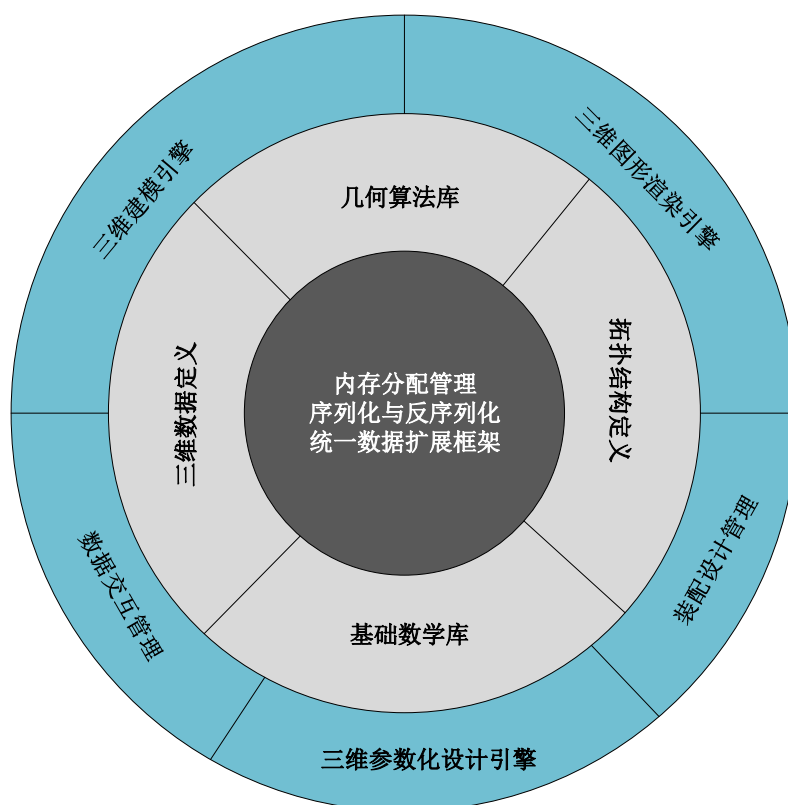 三维建模引擎
三维图形渲染引擎
几何算法库
三维数据定义
拓扑结构定义
内存分配管理
序列化与反序列化
统一数据扩展框架
数据交互管理
装配设计管理
基础数学库
三维参数化设计引擎